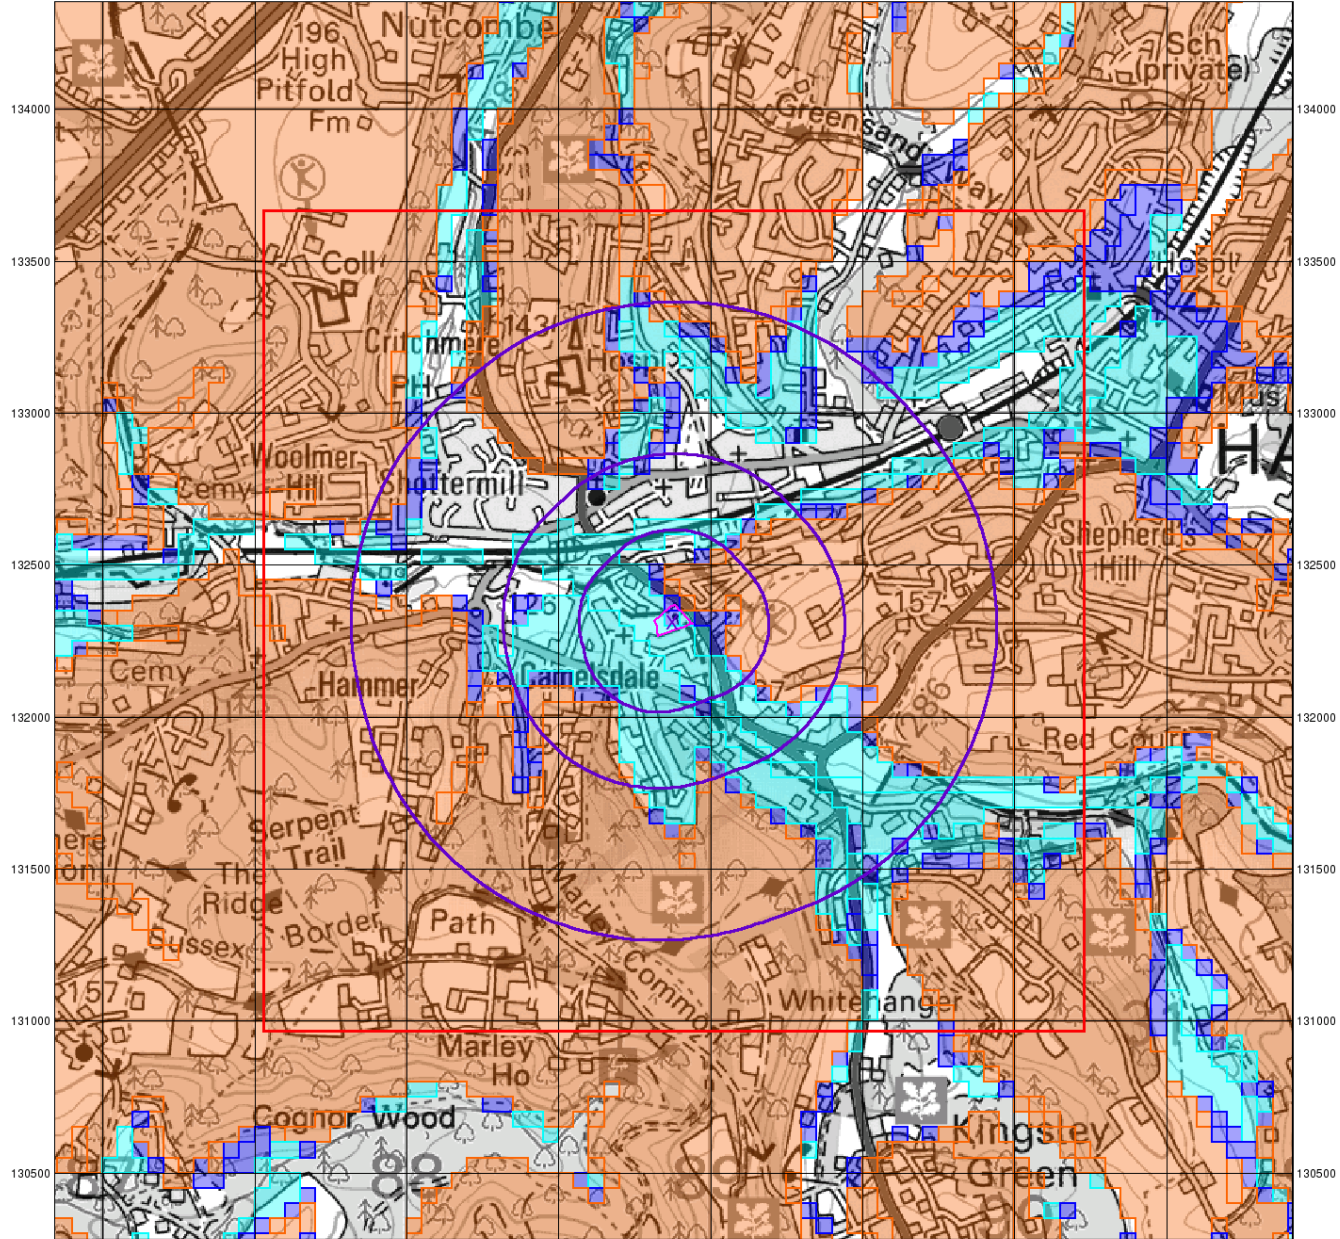 Nutcombe
196
High
Pitfold
Fm
Sch
(private)
134000
134000
Greensand Way
133500
133500
Coll
Hospl
143
Critchmere
Hospl
PH
133000
133000
Mus
HA
Woolmer
Hill
Cemy
Shottermill
Shepherd
Hill
132500
132500
157
Camelsdale
Cemy
Hammer
286
132000
132000
Red Court
Serpent
Trail
The
Ridge
131500
131500
Sussex
Border
Path
Marley
Common
157
Whitehanger
131000
131000
Marley
Ho
Cognor Wood
Kingsley
Green
130500
130500